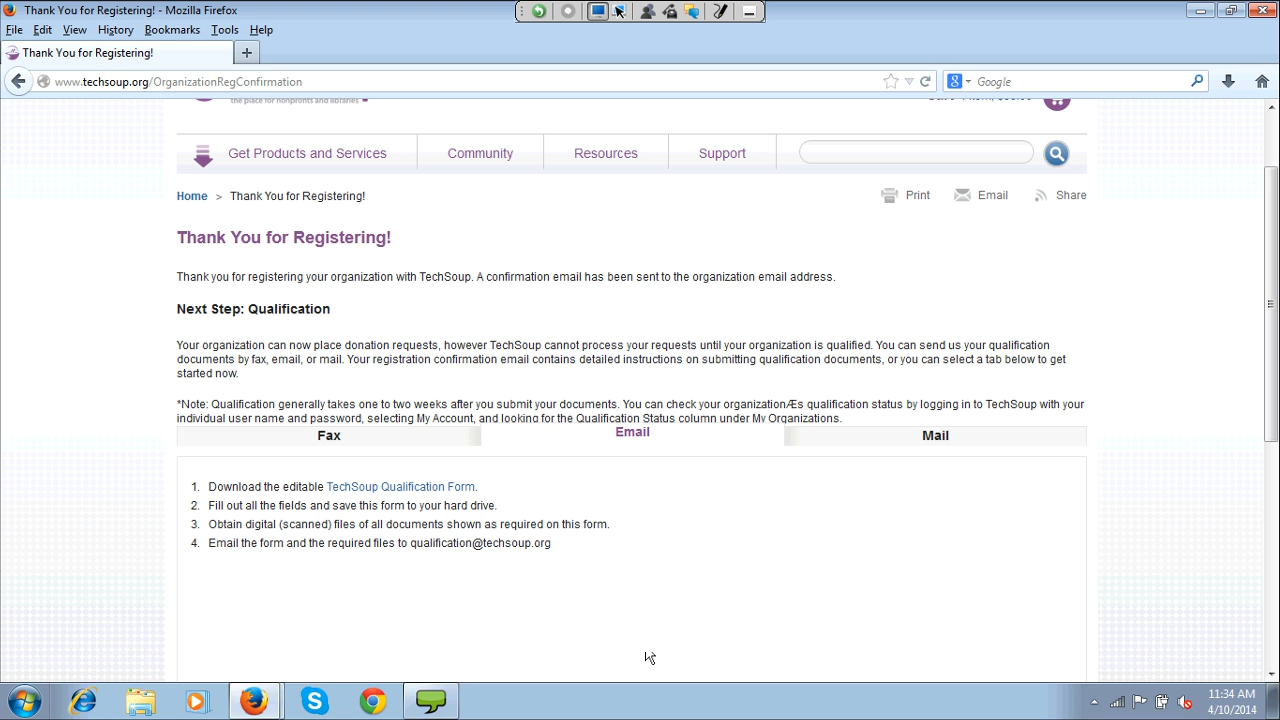 Thank You for Registering! - Mozilla Firefox
File Edit View History Bookmarks Tools Help
Thank You for Registering!
www.techsoup.org/OrganizationRegConfirmation
Google
the place for nonprofits and libraries
Get Products and Services
Community
Resources
Support
Home > Thank You for Registering!
Print
Email
Share
Thank You for Registering!
Thank you for registering your organization with TechSoup. A confirmation email has been sent to the organization email address.
Next Step: Qualification
Your organization can now place donation requests, however TechSoup cannot process your requests until your organization is qualified. You can send us your qualification
documents by fax, email, or mail. Your registration confirmation email contains detailed instructions on submitting qualification documents, or you can select a tab below to get
started now.
*Note: Qualification generally takes one to two weeks after you submit your documents. You can check your organizationÆs qualification status by logging in to TechSoup with your
individual user name and password, selecting My Account, and looking for the Qualification Status column under My Organizations.
Fax
Email
Mail
1. Download the editable TechSoup Qualification Form.
2. Fill out all the fields and save this form to your hard drive.
3. Obtain digital (scanned) files of all documents shown as required on this form.
4. Email the form and the required files to qualification@techsoup.org
11:34 AM
4/10/2014